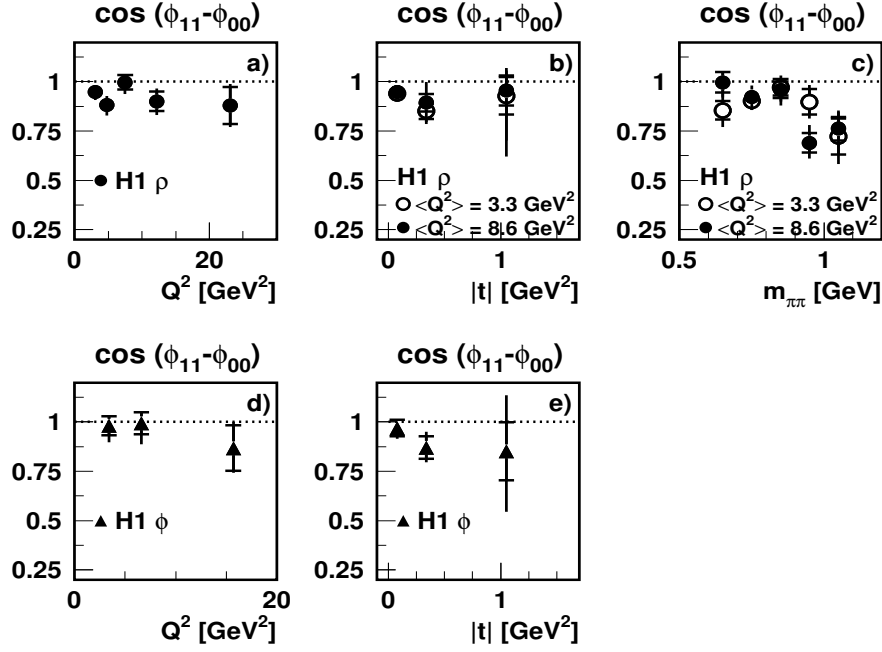 cos (ϕ11-ϕ00)
a)
1
0.75
0.5
0.25
H1 ρ
0
20
Q² [GeV²]
cos (ϕ11-ϕ00)
b)
1
0.75
0.5
0.25
H1 ρ
<Q²> = 3.3 GeV²
<Q²> = 8.6 GeV²
0
1
|t| [GeV²]
cos (ϕ11-ϕ00)
c)
1
0.75
0.5
0.25
H1 ρ
<Q²> = 3.3 GeV²
<Q²> = 8.6 GeV²
0.5
1
mππ [GeV]
cos (ϕ11-ϕ00)
d)
1
0.75
0.5
0.25
H1 ϕ
0
20
Q² [GeV²]
cos (ϕ11-ϕ00)
e)
1
0.75
0.5
0.25
H1 ϕ
0
1
|t| [GeV²]